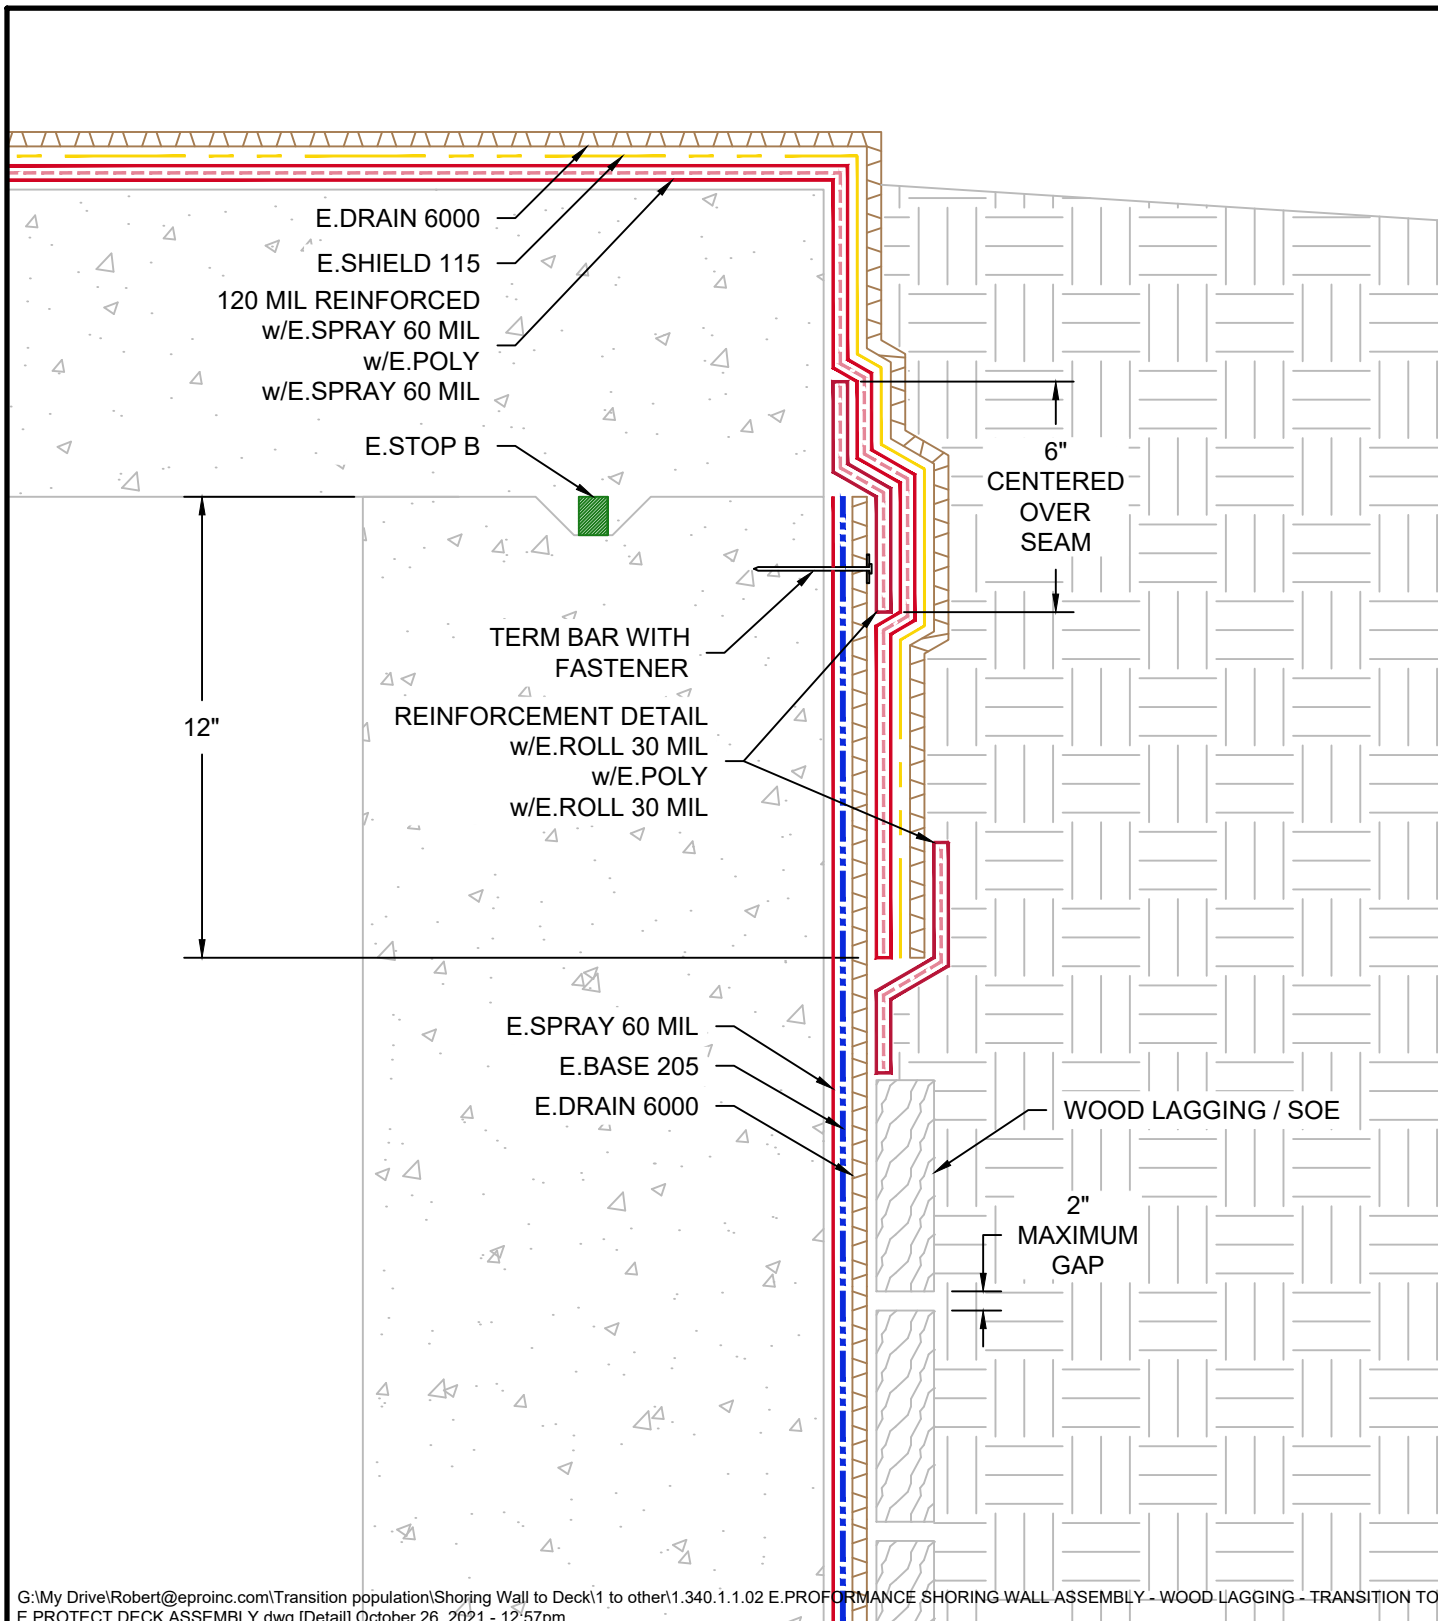 E.DRAIN 6000
E.SHIELD 115
120 MIL REINFORCED
w/E.SPRAY 60 MIL
w/E.POLY
w/E.SPRAY 60 MIL
E.STOP B
6"
CENTERED
OVER
SEAM
TERM BAR WITH
FASTENER
12"
REINFORCEMENT DETAIL
w/E.ROLL 30 MIL
w/E.POLY
w/E.ROLL 30 MIL
E.SPRAY 60 MIL
E.BASE 205
E.DRAIN 6000
WOOD LAGGING / SOE
2"
MAXIMUM
GAP
G:\My Drive\Robert@eproinc.com\Transition population\Shoring Wall to Deck\1 to other\1.340.1.1.02 E.PROFORMANCE SHORING WALL ASSEMBLY - WOOD LAGGING - TRANSITION TO
E.PROTECT DECK ASSEMBLY.dwg [Detail] October 26, 2021 - 12:57pm